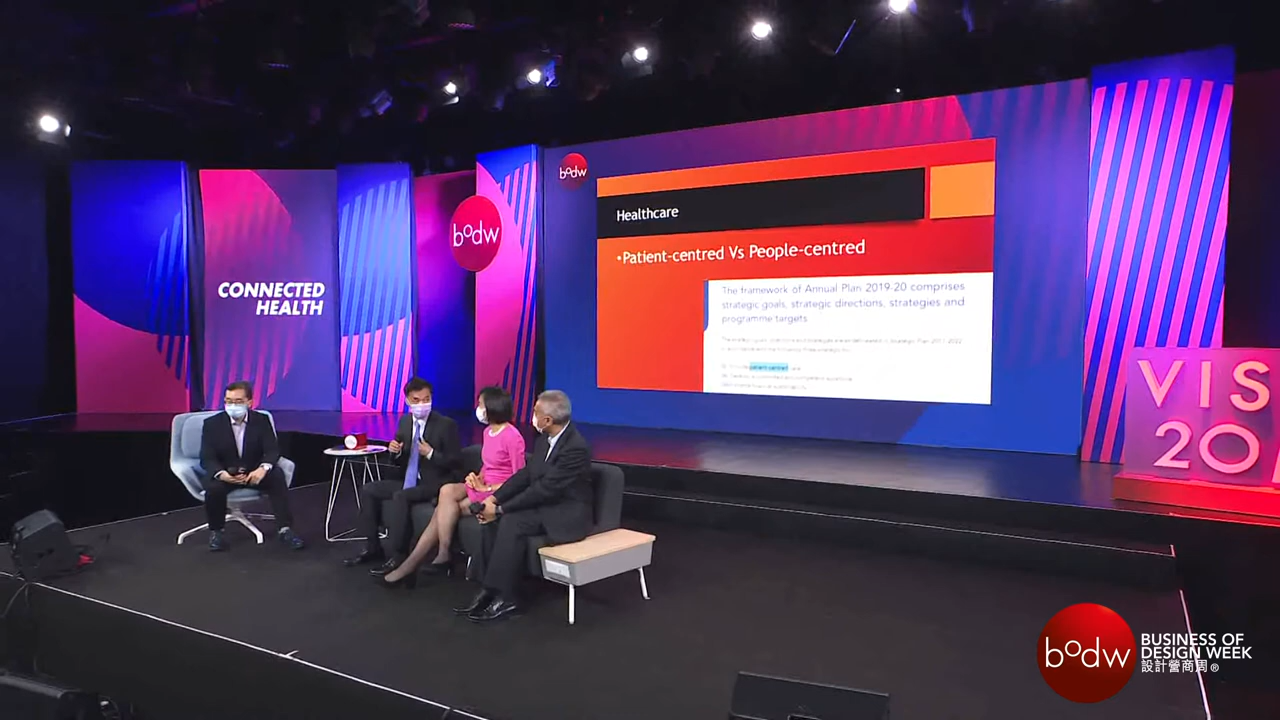 bodw
Healthcare
•Patient-centred Vs People-centred
The framework of Annual Plan 2019-20 comprises
strategic goals, strategic directions, strategies and
programme targets
patient-centred
bodw
CONNECTED
HEALTH
VIS
20
bodw
BUSINESS OF
DESIGN WEEK
設計營商周®